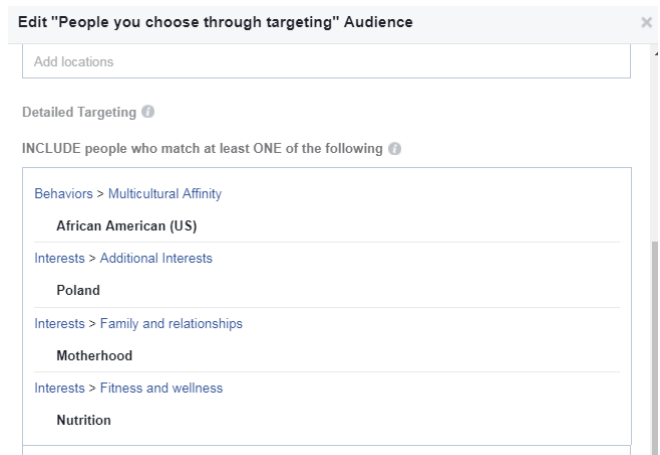 Edit "People you choose through targeting" Audience
Add locations
Detailed Targeting
INCLUDE people who match at least ONE of the following
Behaviors > Multicultural Affinity
African American (US)
Interests > Additional Interests
Poland
Interests > Family and relationships
Motherhood
Interests > Fitness and wellness
Nutrition